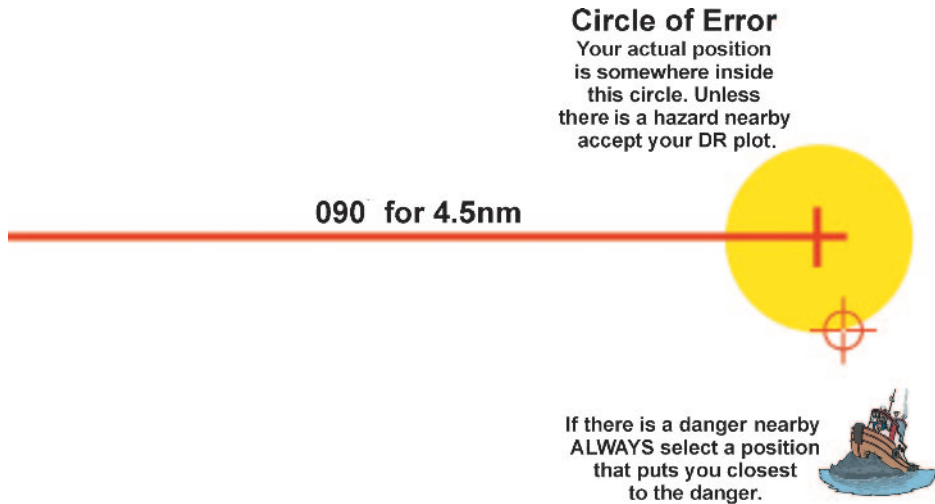 Circle of Error
Your actual position
is somewhere inside
this circle. Unless
there is a hazard nearby
accept your DR plot.
090 for 4.5nm
If there is a danger nearby
ALWAYS select a position
that puts you closest
to the danger.